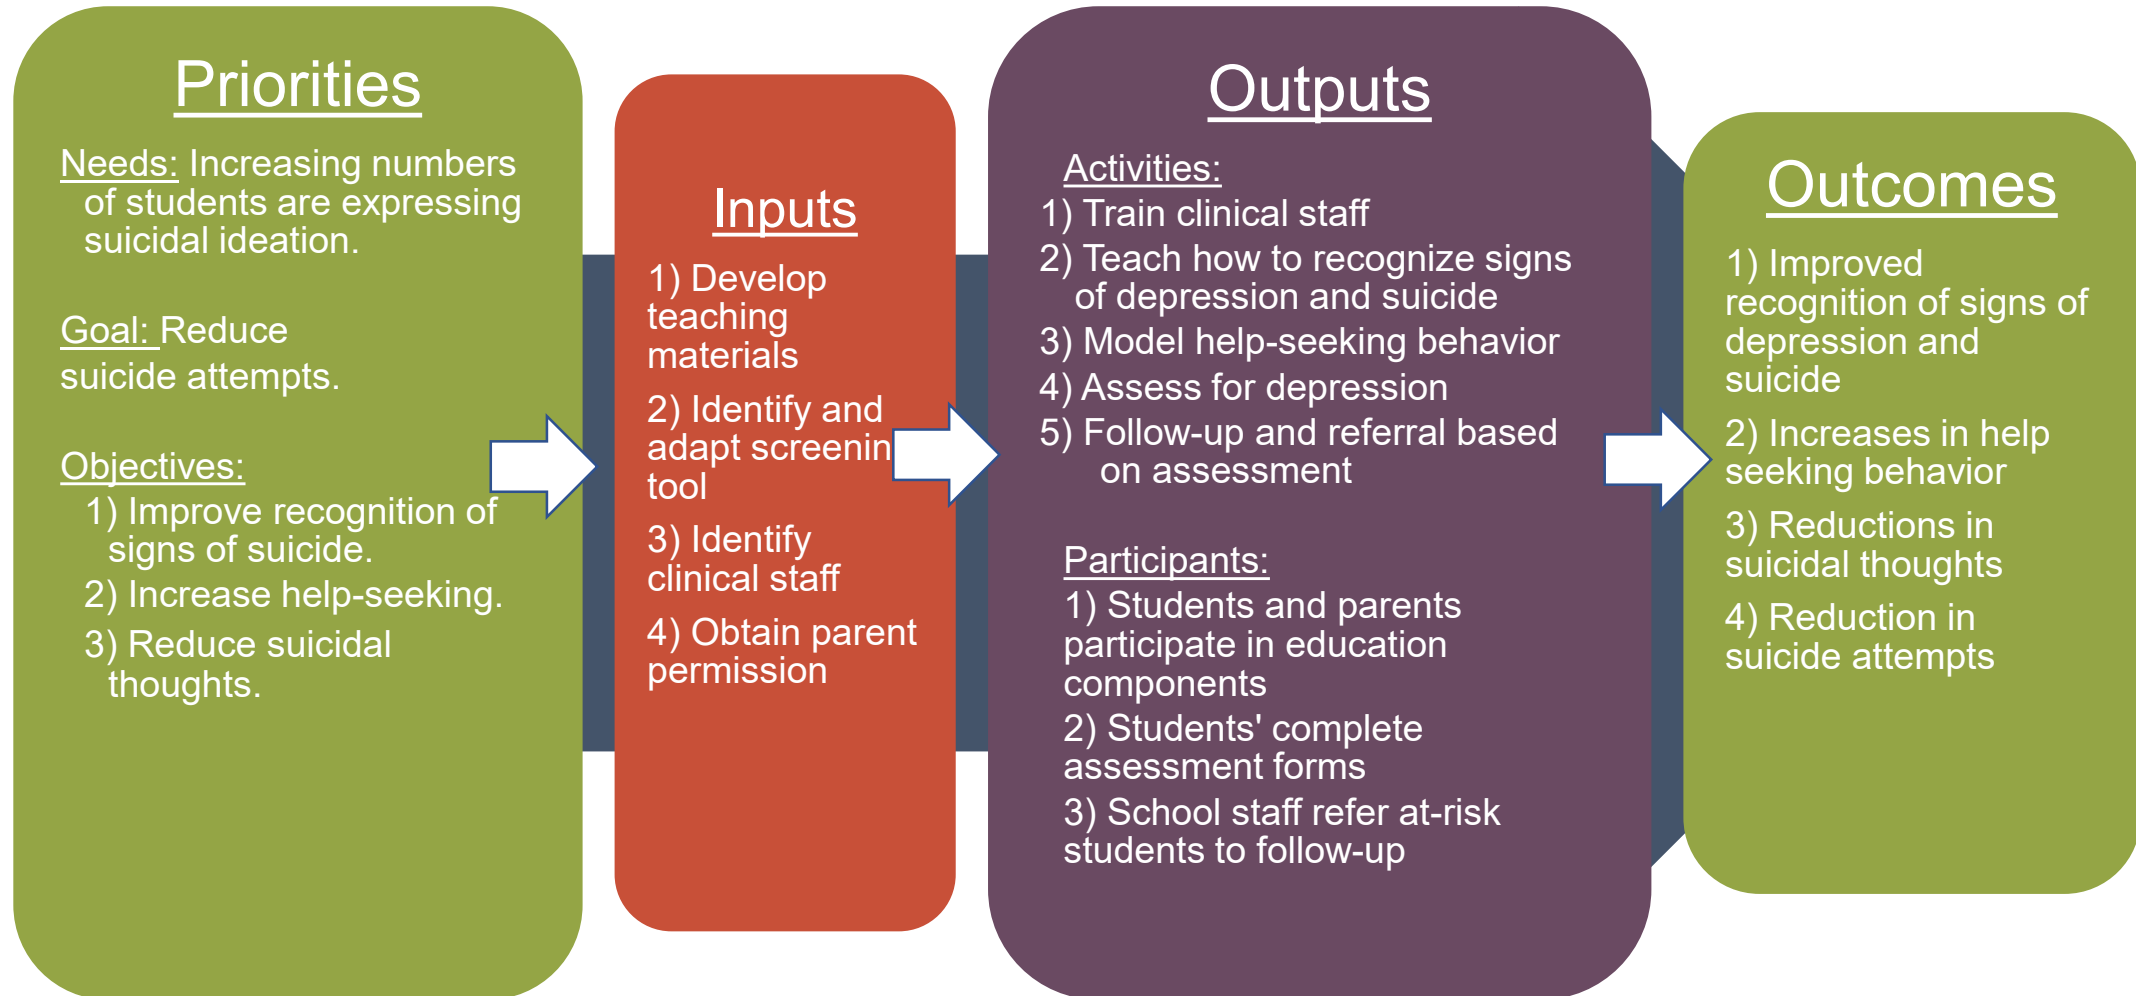 Priorities
Needs: Increasing numbers
of students are expressing
suicidal ideation.
Goal: Reduce
suicide attempts.
Objectives:
1) Improve recognition of
signs of suicide.
2) Increase help-seeking.
3) Reduce suicidal
thoughts.
Inputs
1) Develop
teaching
materials
2) Identify and
adapt screenin
tool
3) Identify
clinical staff
4) Obtain parent
permission
Outputs
Activities:
1) Train clinical staff
2) Teach how to recognize signs
of depression and suicide
3) Model help-seeking behavior
4) Assess for depression
5) Follow-up and referral based
on assessment
Participants:
1) Students and parents
participate in education
components
2) Students' complete
assessment forms
3) School staff refer at-risk
students to follow-up
Outcomes
1) Improved
recognition of signs of
depression and
suicide
2) Increases in help
seeking behavior
3) Reductions in
suicidal thoughts
4) Reduction in
suicide attempts